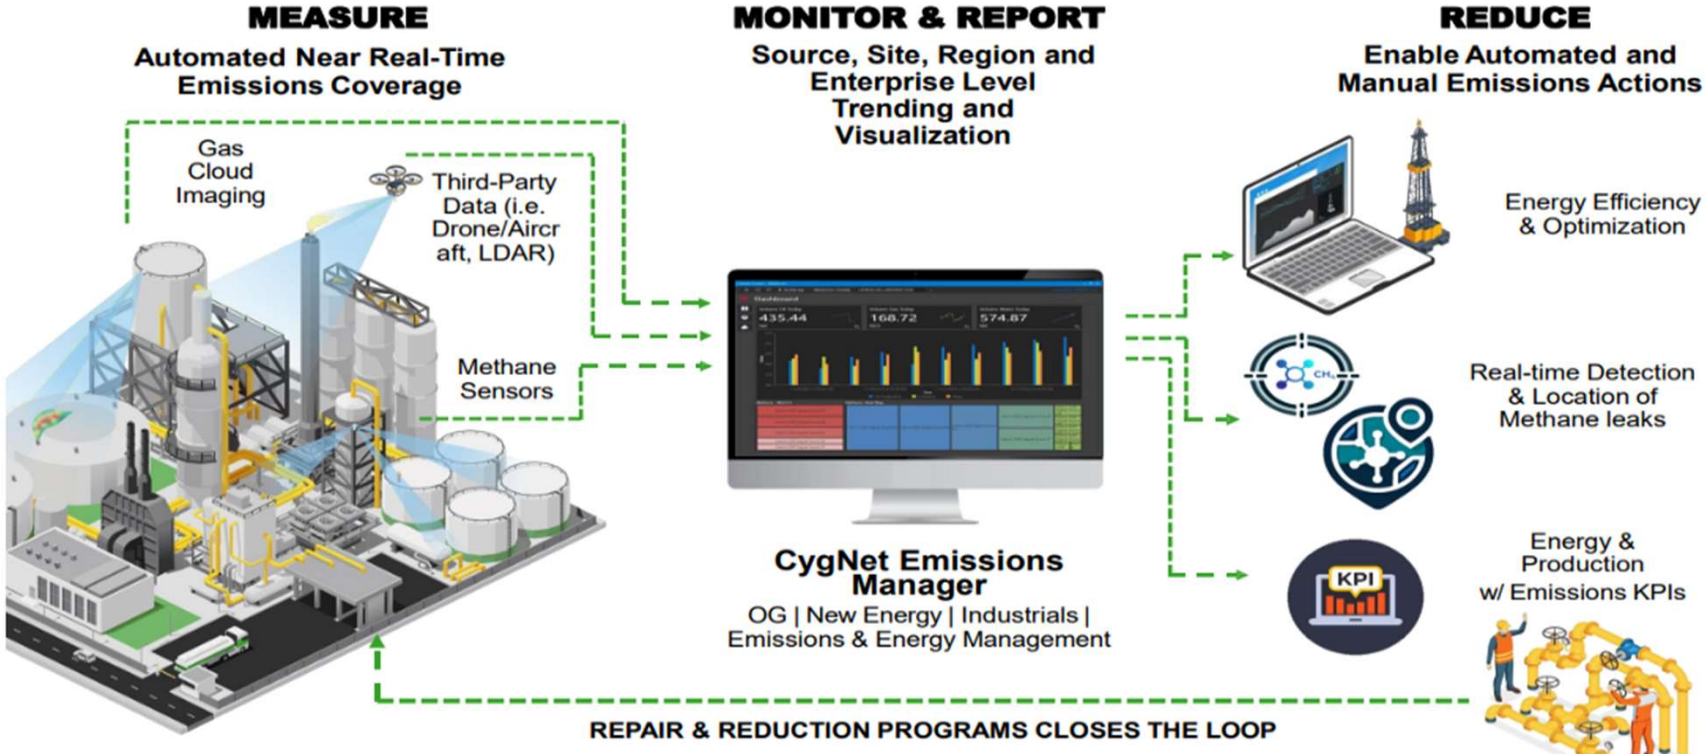 MEASURE
Automated Near Real-Time
Emissions Coverage
Gas
Cloud
Imaging
Third-Party
Data (i.e.
Drone/Aircr
aft, LDAR)
Methane
Sensors
MONITOR & REPORT
Source, Site, Region and
Enterprise Level
Trending and
Visualization
Dashboard
435.44
168.72
574.87
CygNet Emissions
Manager
OG | New Energy | Industrials |
Emissions & Energy Management
REDUCE
Enable Automated and
Manual Emissions Actions
Energy Efficiency
& Optimization
CH₄
Real-time Detection
& Location of
Methane leaks
KPI
Energy &
Production
w/ Emissions KPIs
REPAIR & REDUCTION PROGRAMS CLOSES THE LOOP